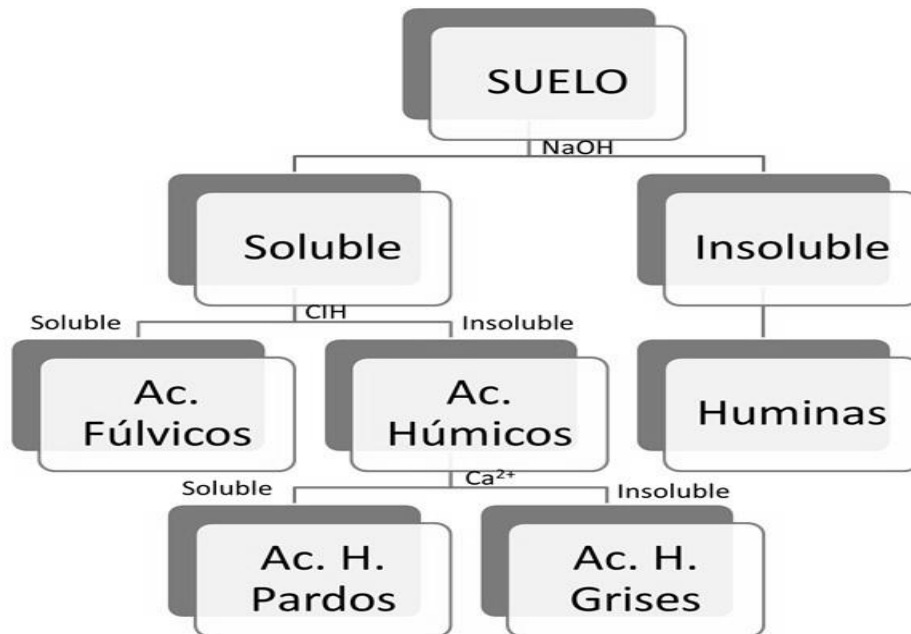 SUELO
NaOH
Soluble
Insoluble
ClH
Soluble
Insoluble
Ac.
Fúlvicos
Ac.
Húmicos
Huminas
Ca²⁺
Soluble
Insoluble
Ac. H.
Pardos
Ac. H.
Grises